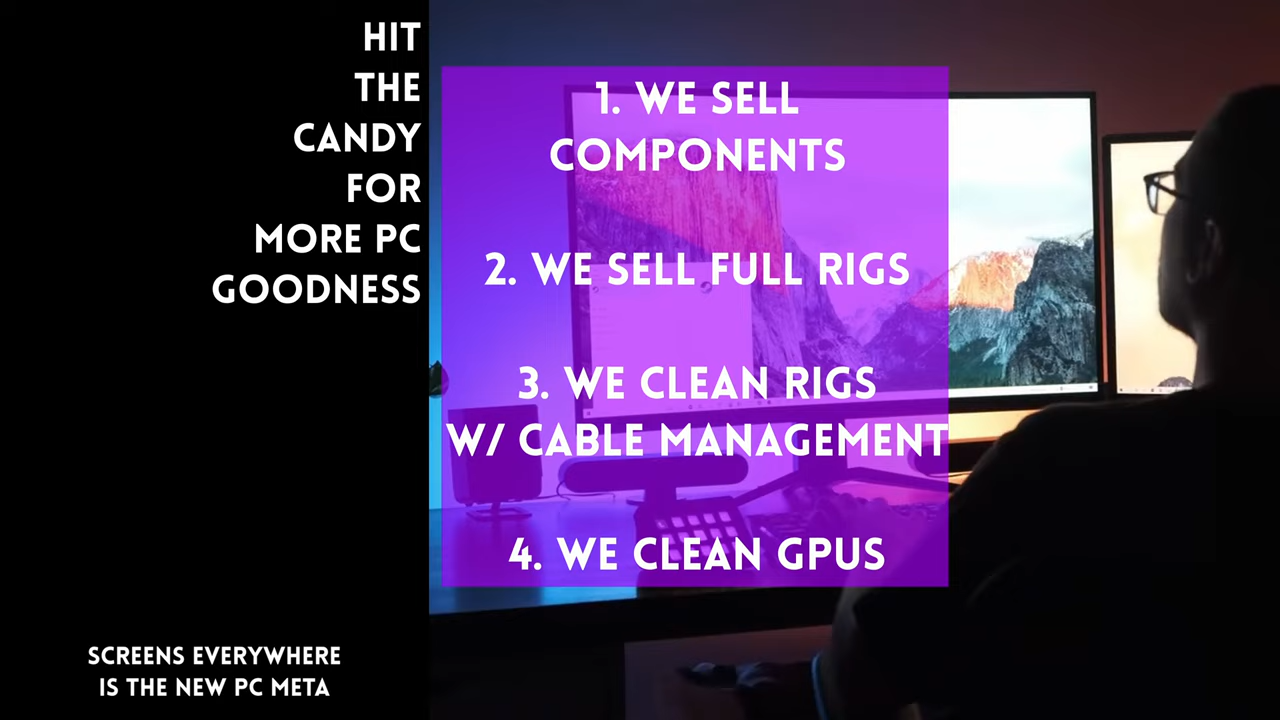 HIT
THE
CANDY
FOR
MORE PC
GOODNESS
1. WE SELL
COMPONENTS
2. WE SELL FULL RIGS
3. WE CLEAN RIGS
W/ CABLE MANAGEMENT
4. WE CLEAN GPUS
SCREENS EVERYWHERE
IS THE NEW PC META